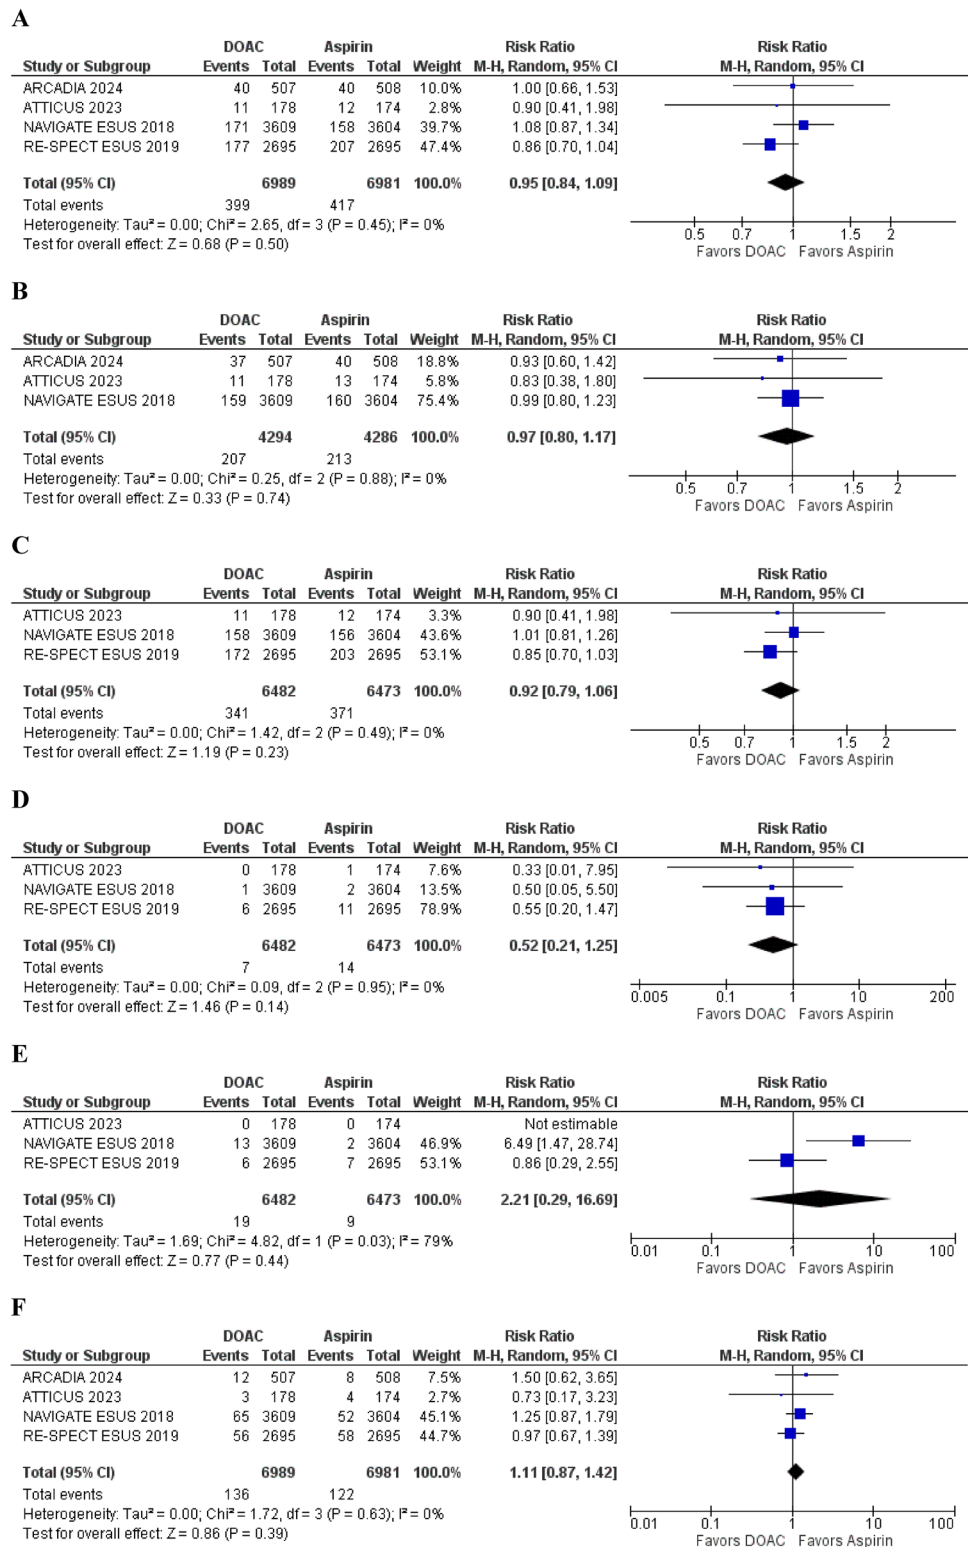 A
DOAC Aspirin Risk Ratio Risk Ratio
Study or Subgroup Events Total Events Total Weight M-H, Random, 95% CI M-H, Random, 95% CI
ARCADIA 2024 40 507 40 508 10.0% 1.00 [0.66, 1.53]
ATTICUS 2023 11 178 12 174 2.8% 0.90 [0.41, 1.98]
NAVIGATE ESUS 2018 171 3609 158 3604 39.7% 1.08 [0.87, 1.34]
RE-SPECT ESUS 2019 177 2695 207 2695 47.4% 0.86 [0.70, 1.04]
Total (95% CI) 6989 6981 100.0% 0.95 [0.84, 1.09]
Total events 399 417
Heterogeneity: Tau² = 0.00; Chi² = 2.65, df = 3 (P = 0.45); I² = 0%
Test for overall effect: Z = 0.68 (P = 0.50)
0.5 0.7 1 1.5 2
Favors DOAC Favors Aspirin
B
DOAC Aspirin Risk Ratio Risk Ratio
Study or Subgroup Events Total Events Total Weight M-H, Random, 95% CI M-H, Random, 95% CI
ARCADIA 2024 37 507 40 508 18.8% 0.93 [0.60, 1.42]
ATTICUS 2023 11 178 13 174 5.8% 0.83 [0.38, 1.80]
NAVIGATE ESUS 2018 159 3609 160 3604 75.4% 0.99 [0.80, 1.23]
Total (95% CI) 4294 4286 100.0% 0.97 [0.80, 1.17]
Total events 207 213
Heterogeneity: Tau² = 0.00; Chi² = 0.25, df = 2 (P = 0.88); I² = 0%
Test for overall effect: Z = 0.33 (P = 0.74)
0.5 0.7 1 1.5 2
Favors DOAC Favors Aspirin
C
DOAC Aspirin Risk Ratio Risk Ratio
Study or Subgroup Events Total Events Total Weight M-H, Random, 95% CI M-H, Random, 95% CI
ATTICUS 2023 11 178 12 174 3.3% 0.90 [0.41, 1.98]
NAVIGATE ESUS 2018 158 3609 156 3604 43.6% 1.01 [0.81, 1.26]
RE-SPECT ESUS 2019 172 2695 203 2695 53.1% 0.85 [0.70, 1.03]
Total (95% CI) 6482 6473 100.0% 0.92 [0.79, 1.06]
Total events 341 371
Heterogeneity: Tau² = 0.00; Chi² = 1.42, df = 2 (P = 0.49); I² = 0%
Test for overall effect: Z = 1.19 (P = 0.23)
0.5 0.7 1 1.5 2
Favors DOAC Favors Aspirin
D
DOAC Aspirin Risk Ratio Risk Ratio
Study or Subgroup Events Total Events Total Weight M-H, Random, 95% CI M-H, Random, 95% CI
ATTICUS 2023 0 178 1 174 7.6% 0.33 [0.01, 7.95]
NAVIGATE ESUS 2018 1 3609 2 3604 13.5% 0.50 [0.05, 5.50]
RE-SPECT ESUS 2019 6 2695 11 2695 78.9% 0.55 [0.20, 1.47]
Total (95% CI) 6482 6473 100.0% 0.52 [0.21, 1.25]
Total events 7 14
Heterogeneity: Tau² = 0.00; Chi² = 0.09, df = 2 (P = 0.95); I² = 0%
Test for overall effect: Z = 1.46 (P = 0.14)
0.005 0.1 1 10 200
Favors DOAC Favors Aspirin
E
DOAC Aspirin Risk Ratio Risk Ratio
Study or Subgroup Events Total Events Total Weight M-H, Random, 95% CI M-H, Random, 95% CI
ATTICUS 2023 0 178 0 174 Not estimable
NAVIGATE ESUS 2018 13 3609 2 3604 46.9% 6.49 [1.47, 28.74]
RE-SPECT ESUS 2019 6 2695 7 2695 53.1% 0.86 [0.29, 2.55]
Total (95% CI) 6482 6473 100.0% 2.21 [0.29, 16.69]
Total events 19 9
Heterogeneity: Tau² = 1.69; Chi² = 4.82, df = 1 (P = 0.03); I² = 79%
Test for overall effect: Z = 0.77 (P = 0.44)
0.01 0.1 1 10 100
Favors DOAC Favors Aspirin
F
DOAC Aspirin Risk Ratio Risk Ratio
Study or Subgroup Events Total Events Total Weight M-H, Random, 95% CI M-H, Random, 95% CI
ARCADIA 2024 12 507 8 508 7.5% 1.50 [0.62, 3.65]
ATTICUS 2023 3 178 4 174 2.7% 0.73 [0.17, 3.23]
NAVIGATE ESUS 2018 65 3609 52 3604 45.1% 1.25 [0.87, 1.79]
RE-SPECT ESUS 2019 56 2695 58 2695 44.7% 0.97 [0.67, 1.39]
Total (95% CI) 6989 6981 100.0% 1.11 [0.87, 1.42]
Total events 136 122
Heterogeneity: Tau² = 0.00; Chi² = 1.72, df = 3 (P = 0.63); I² = 0%
Test for overall effect: Z = 0.86 (P = 0.39)
0.01 0.1 1 10 100
Favors DOAC Favors Aspirin